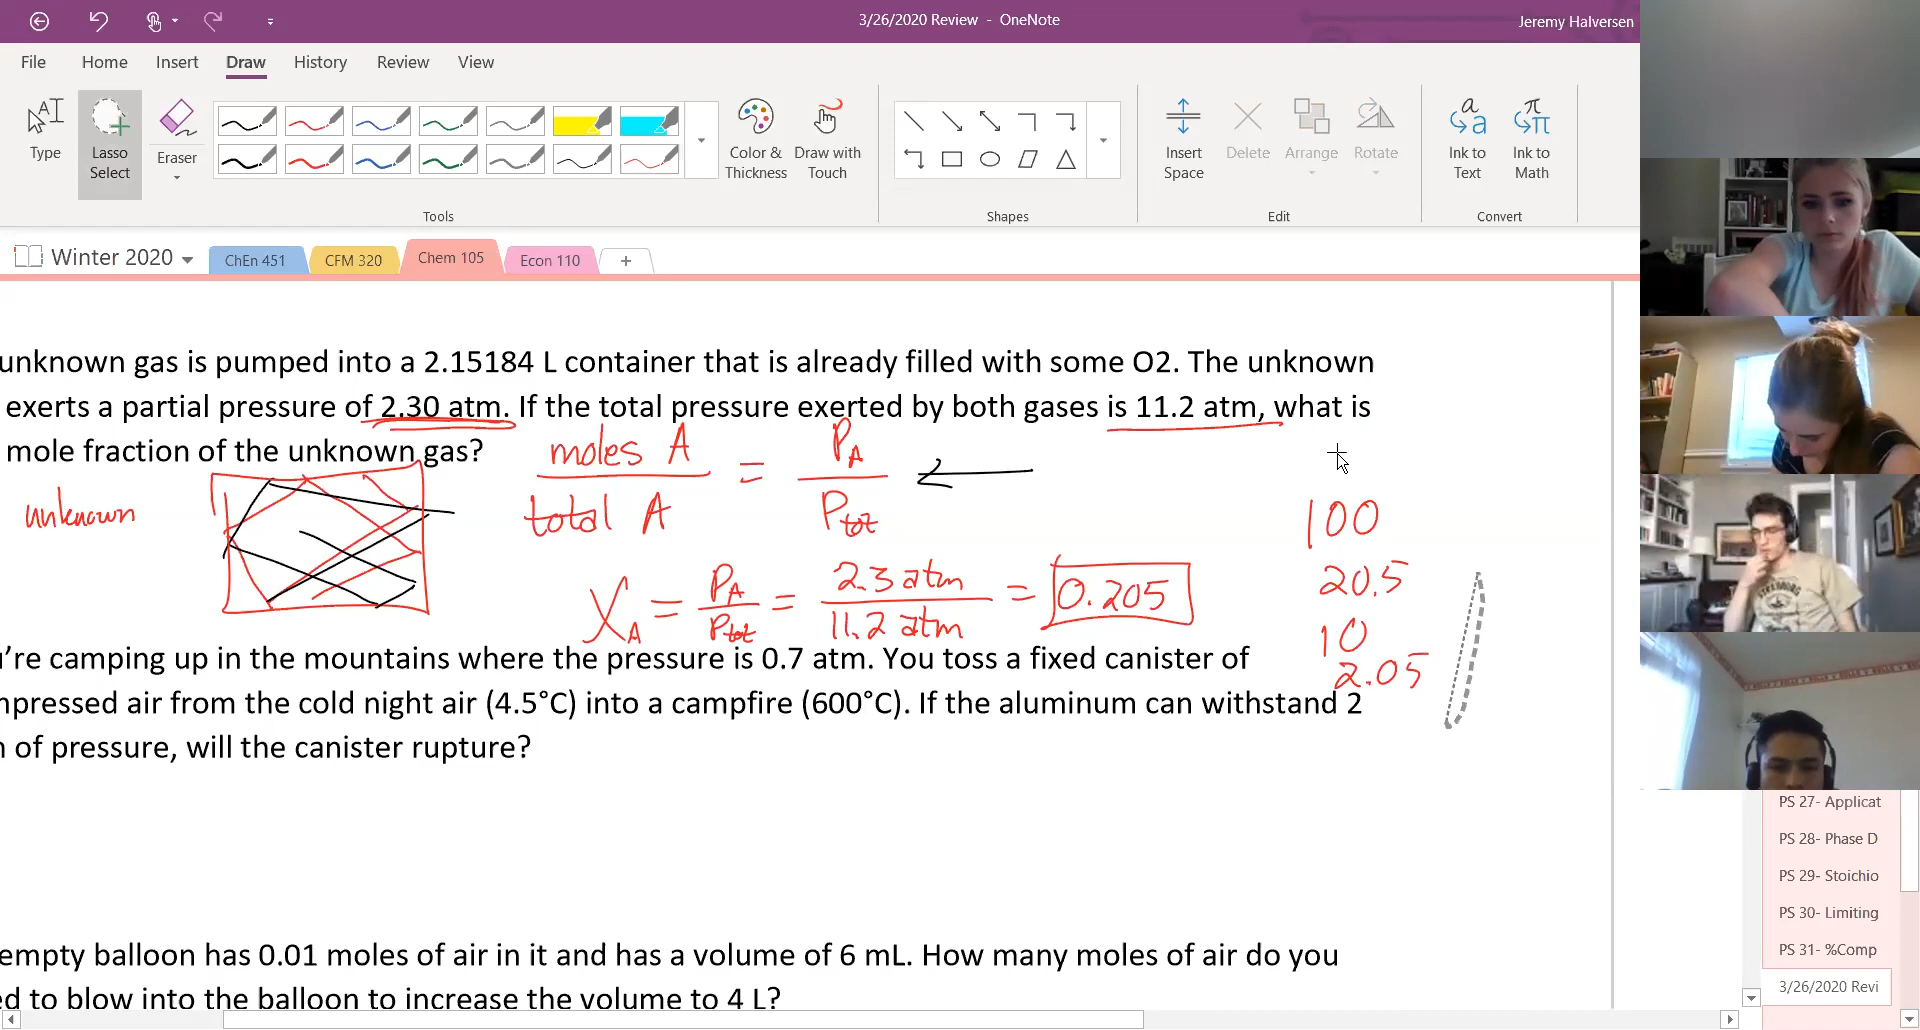 3/26/2020 Review - OneNote
Jeremy Halversen
File Home Insert Draw History Review View
Type
Lasso Select
Eraser
Color & Thickness
Draw with Touch
Insert Space
Delete
Arrange
Rotate
Ink to Text
Ink to Math
Tools
Shapes
Edit
Convert
Winter 2020
ChEn 451
CFM 320
Chem 105
Econ 110
+
unknown gas is pumped into a 2.15184 L container that is already filled with some O2. The unknown
exerts a partial pressure of 2.30 atm. If the total pressure exerted by both gases is 11.2 atm, what is
mole fraction of the unknown gas?
unknown
moles A / total A = PA / Ptot
100
20.5
10
2.05
XA = PA / Ptot = 2.3 atm / 11.2 atm = 0.205
're camping up in the mountains where the pressure is 0.7 atm. You toss a fixed canister of
pressed air from the cold night air (4.5°C) into a campfire (600°C). If the aluminum can withstand 2
of pressure, will the canister rupture?
empty balloon has 0.01 moles of air in it and has a volume of 6 mL. How many moles of air do you
ed to blow into the balloon to increase the volume to 4 L?
PS 27- Applicat
PS 28- Phase D
PS 29- Stoichio
PS 30- Limiting
PS 31- %Comp
3/26/2020 Revi